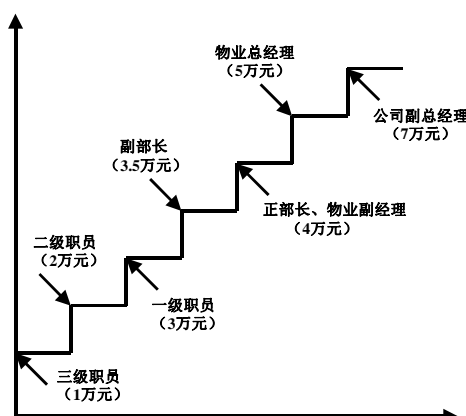 物业总经理
（5万元）
公司副总经理
（7万元）
副部长
（3.5万元）
正部长、物业副经理
（4万元）
二级职员
（2万元）
一级职员
（3万元）
三级职员
（1万元）